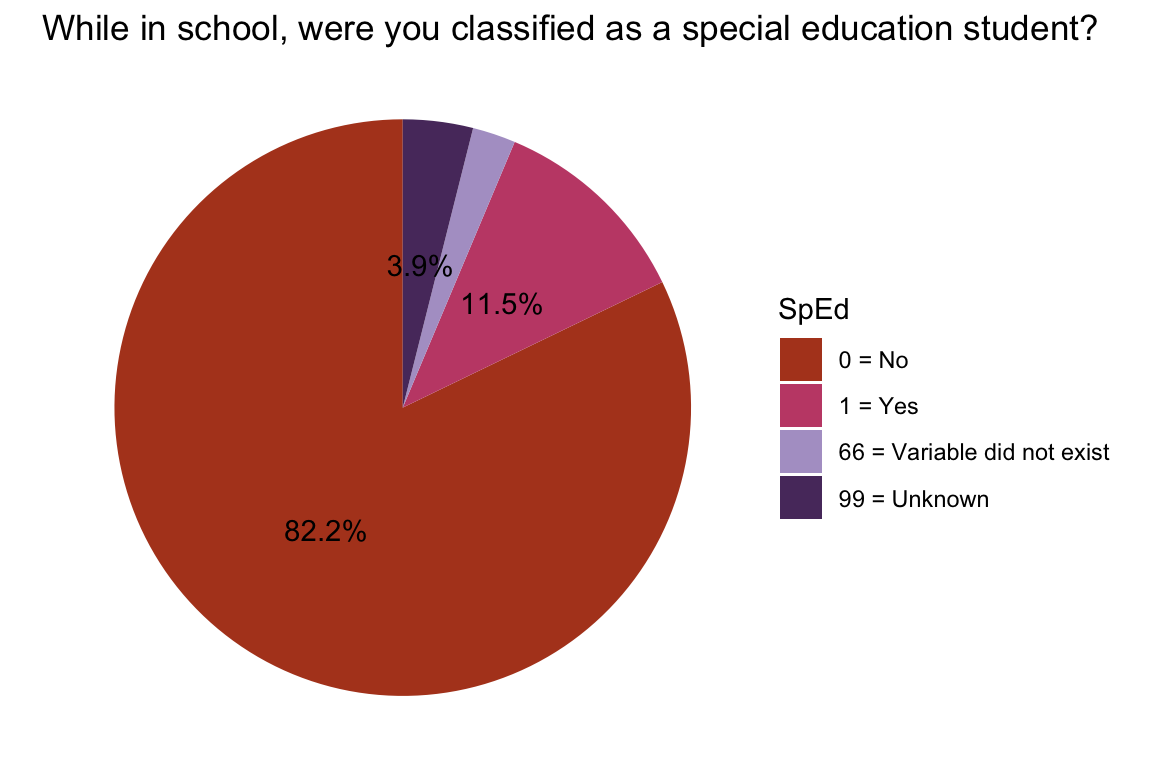 While in school, were you classified as a special education student?
3.9%
11.5%
82.2%
SpEd
0 = No
1 = Yes
66 = Variable did not exist
99 = Unknown